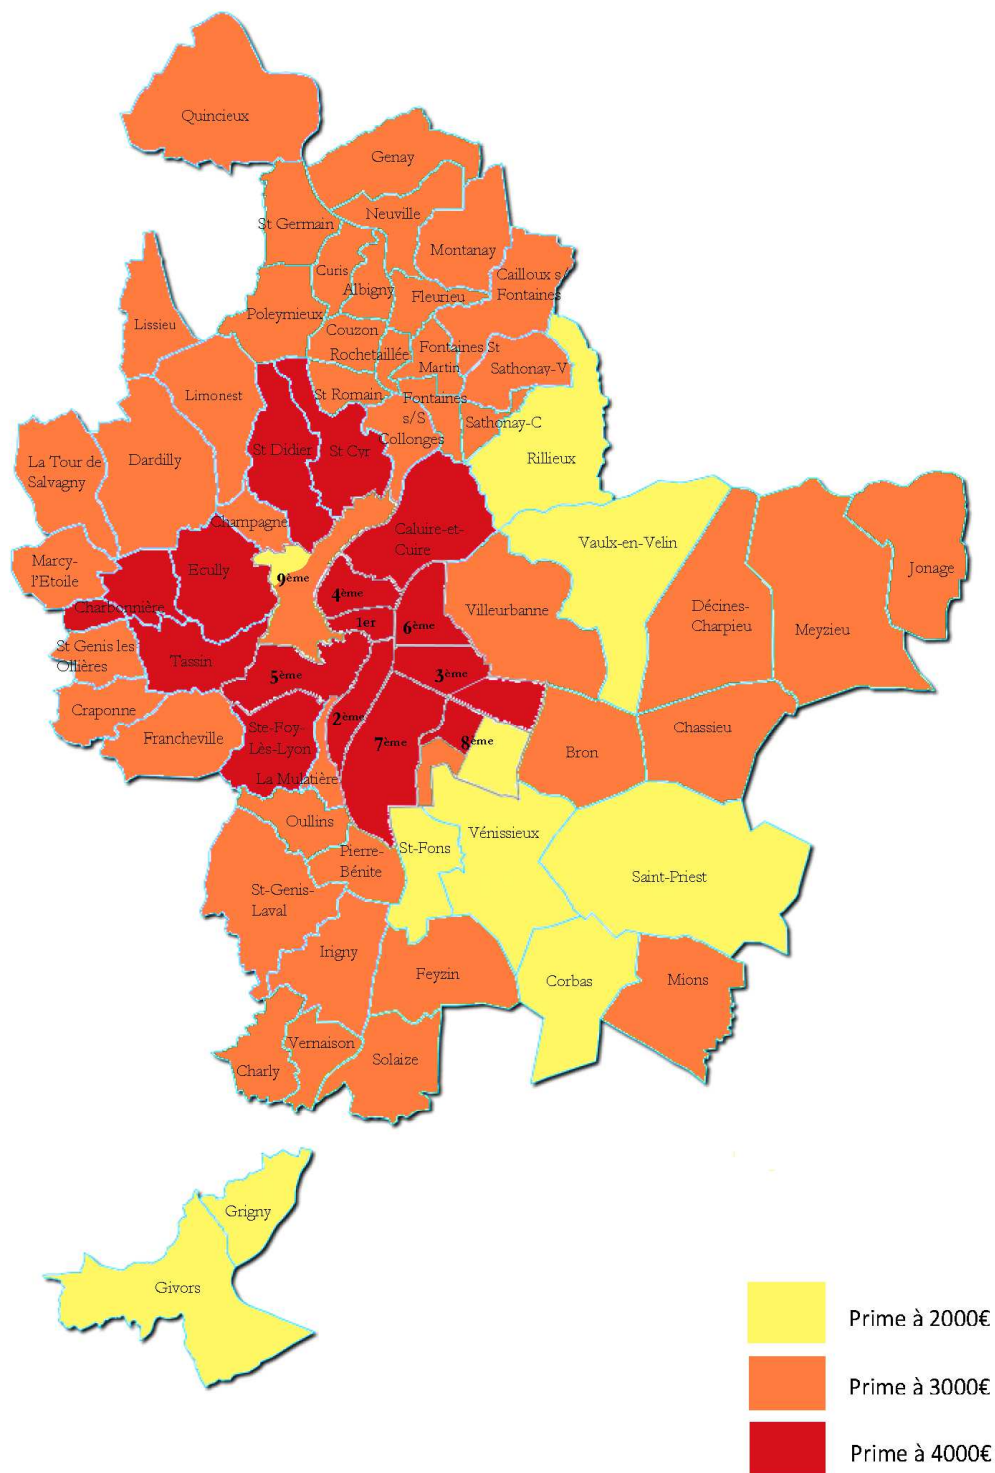 Quincieux
Genay
Neuville
St Germain
Montanay
Curis
Cailloux s/
Fontaines
Albigny
Fleurieu
Poleymieux
Lissieu
Couzon
Rochetaillée
Fontaines St
Martin
Sathonay-V
Limonest
St Romain
Fontaines
s/S
Sathonay-C
Collonges
St Didier
St Cyr
Rillieux
La Tour de
Salvagny
Dardilly
Champagne
Caluire-et-
Cuire
Vaulx-en-Velin
Marcy-
l'Etoile
Ecully
9ème
Jonage
Charbonnière
4ème
1er
6ème
Villeurbanne
Décines-
Charpieu
Meyzieu
St Genis les
Ollières
Tassin
5ème
3ème
Craponne
Francheville
Ste-Foy-
Lès-Lyon
2ème
7ème
8ème
Bron
Chassieu
La Mulatière
Oullins
Pierre-
Bénite
St-Fons
Vénissieux
Saint-Priest
St-Genis-
Laval
Irigny
Feyzin
Corbas
Mions
Vernaison
Charly
Solaize
Grigny
Givors
Prime à 2000€
Prime à 3000€
Prime à 4000€